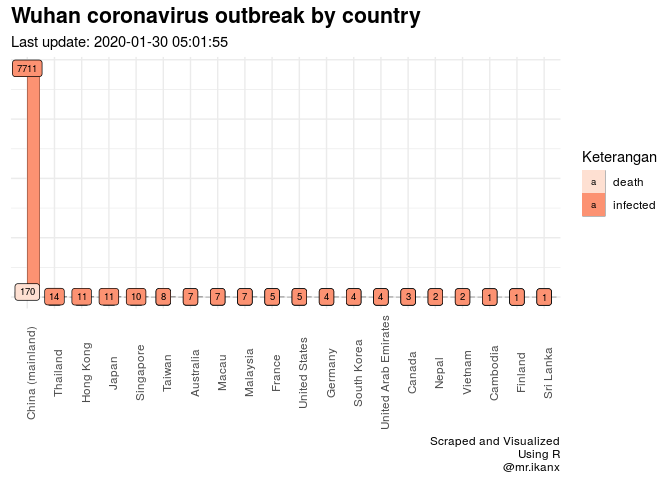 Wuhan coronavirus outbreak by country
Last update: 2020-01-30 05:01:55
7711
170 14 11 11 10 8 7 7 7 5 5 4 4 4 3 2 2 1 1 1
China (mainland)
Thailand
Hong Kong
Japan
Singapore
Taiwan
Australia
Macau
Malaysia
France
United States
Germany
South Korea
United Arab Emirates
Canada
Nepal
Vietnam
Cambodia
Finland
Sri Lanka
Keterangan
a death
a infected
Scraped and Visualized
Using R
@mr.ikanx